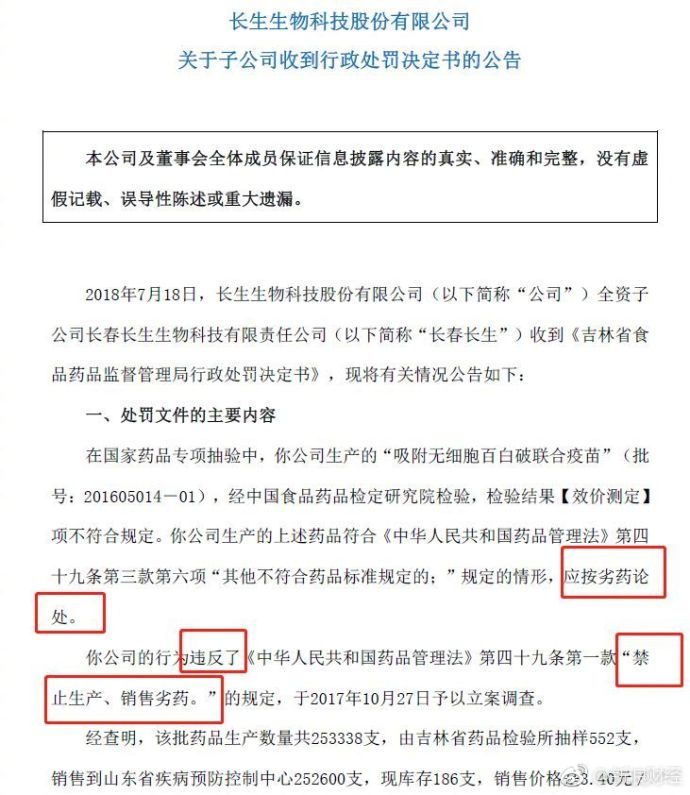 长生生物科技股份有限公司
关于子公司收到行政处罚决定书的公告
本公司及董事会全体成员保证信息披露内容的真实、准确和完整，没有虚
假记载、误导性陈述或重大遗漏。
2018年7月18日，长生生物科技股份有限公司（以下简称“公司”）全资子
公司长春长生生物科技有限责任公司（以下简称“长春长生”）收到《吉林省食
品药品监督管理局行政处罚决定书》，现将有关情况公告如下：
一、处罚文件的主要内容
在国家药品专项抽验中，你公司生产的“吸附无细胞百白破联合疫苗”（批
号：201605014－01），经中国食品药品检定研究院检验，检验结果【效价测定】
项不符合规定。你公司生产的上述药品符合《中华人民共和国药品管理法》第四
十九条第三款第六项“其他不符合药品标准规定的；”规定的情形，应按劣药论
处。
你公司的行为违反了《中华人民共和国药品管理法》第四十九条第一款“禁
止生产、销售劣药。”的规定，于2017年10月27日予以立案调查。
经查明，该批药品生产数量共253338支，由吉林省药品检验所抽样552支，
销售到山东省疾病预防控制中心252600支，现库存186支，销售价格3.40元/
财经